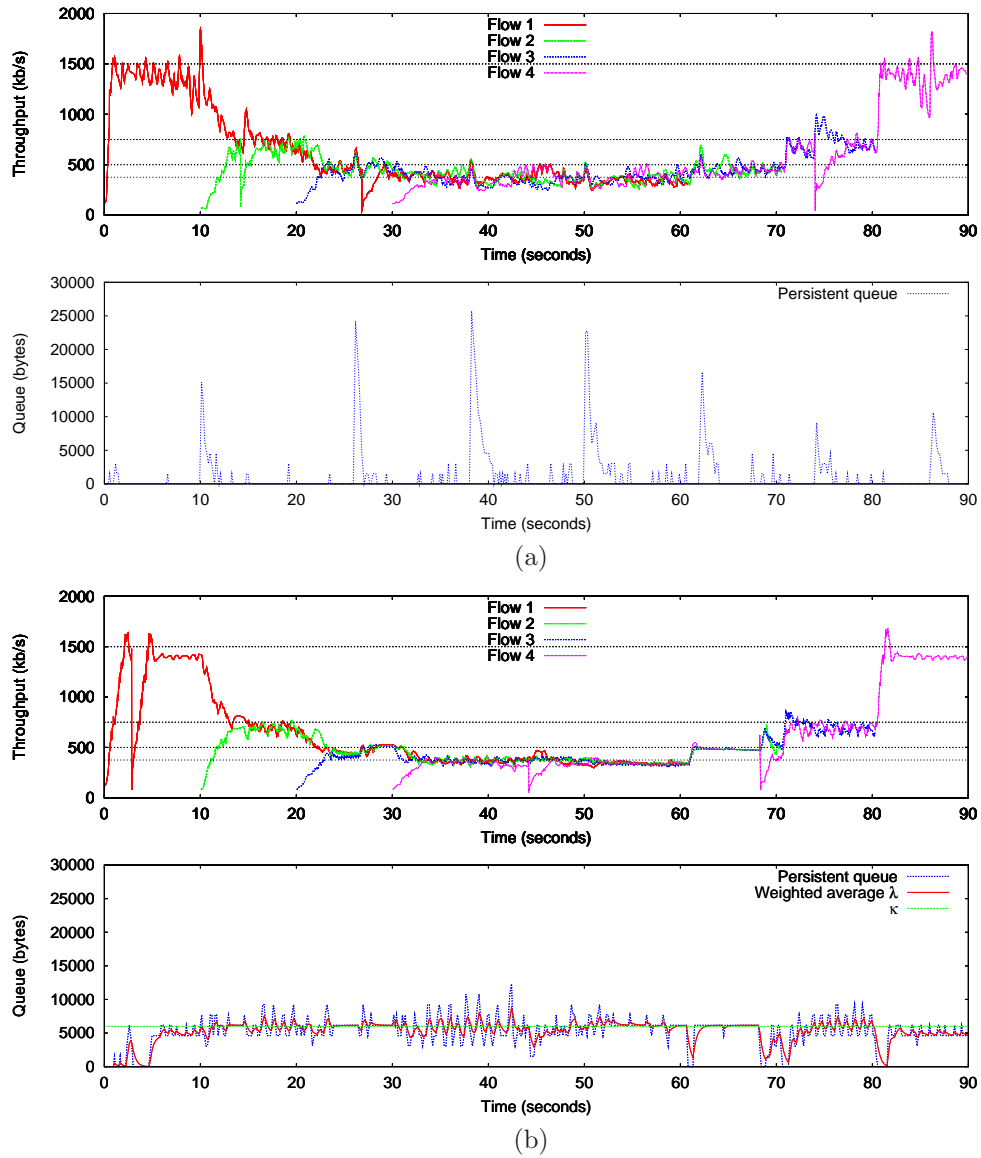 2000
1500
1000
500
0
Throughput (kb/s)
Flow 1
Flow 2
Flow 3
Flow 4
0 10 20 30 40 50 60 70 80 90
Time (seconds)
30000
25000
20000
15000
10000
5000
0
Queue (bytes)
Persistent queue
0 10 20 30 40 50 60 70 80 90
Time (seconds)
(a)
2000
1500
1000
500
0
Throughput (kb/s)
Flow 1
Flow 2
Flow 3
Flow 4
0 10 20 30 40 50 60 70 80 90
Time (seconds)
30000
25000
20000
15000
10000
5000
0
Queue (bytes)
Persistent queue
Weighted average λ
κ
0 10 20 30 40 50 60 70 80 90
Time (seconds)
(b)